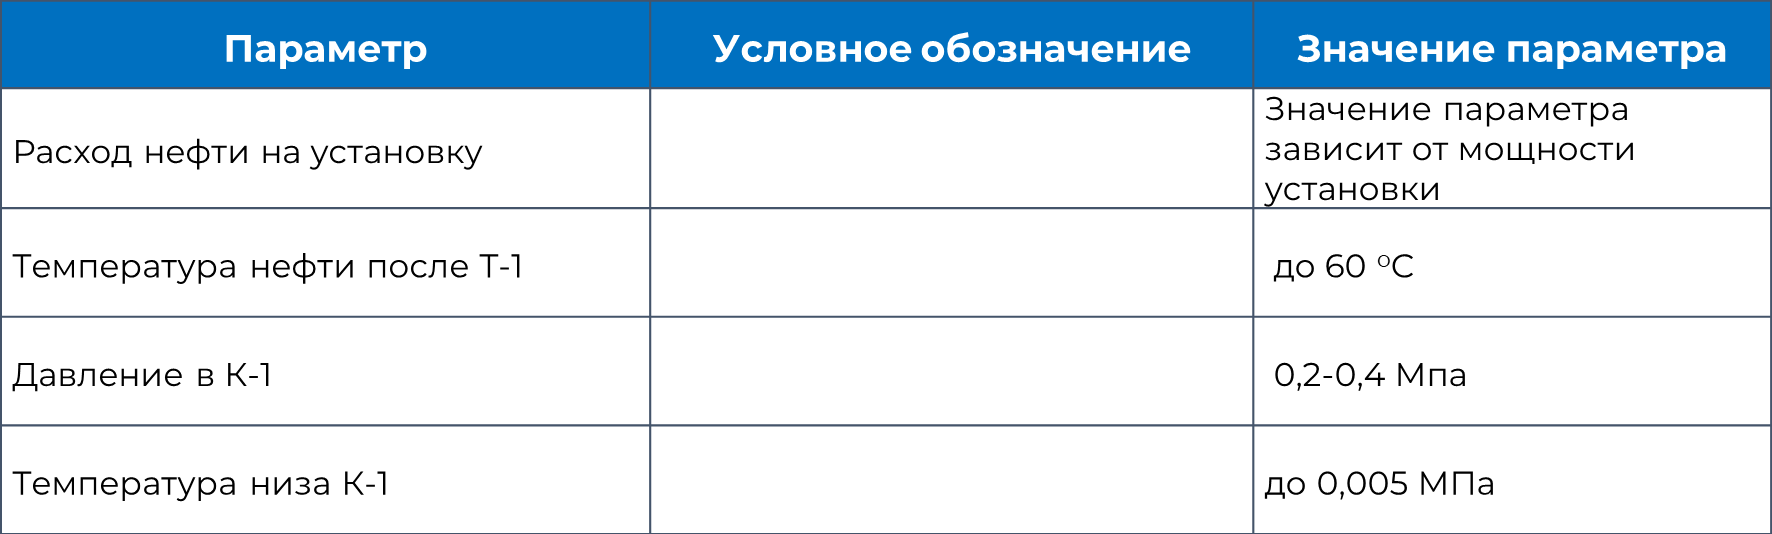 Параметр Условное обозначение Значение параметра
Расход нефти на установку
Значение параметра
зависит от мощности
установки
Температура нефти после Т-1 до 60 °С
Давление в К-1 0,2-0,4 Мпа
Температура низа К-1 до 0,005 МПа